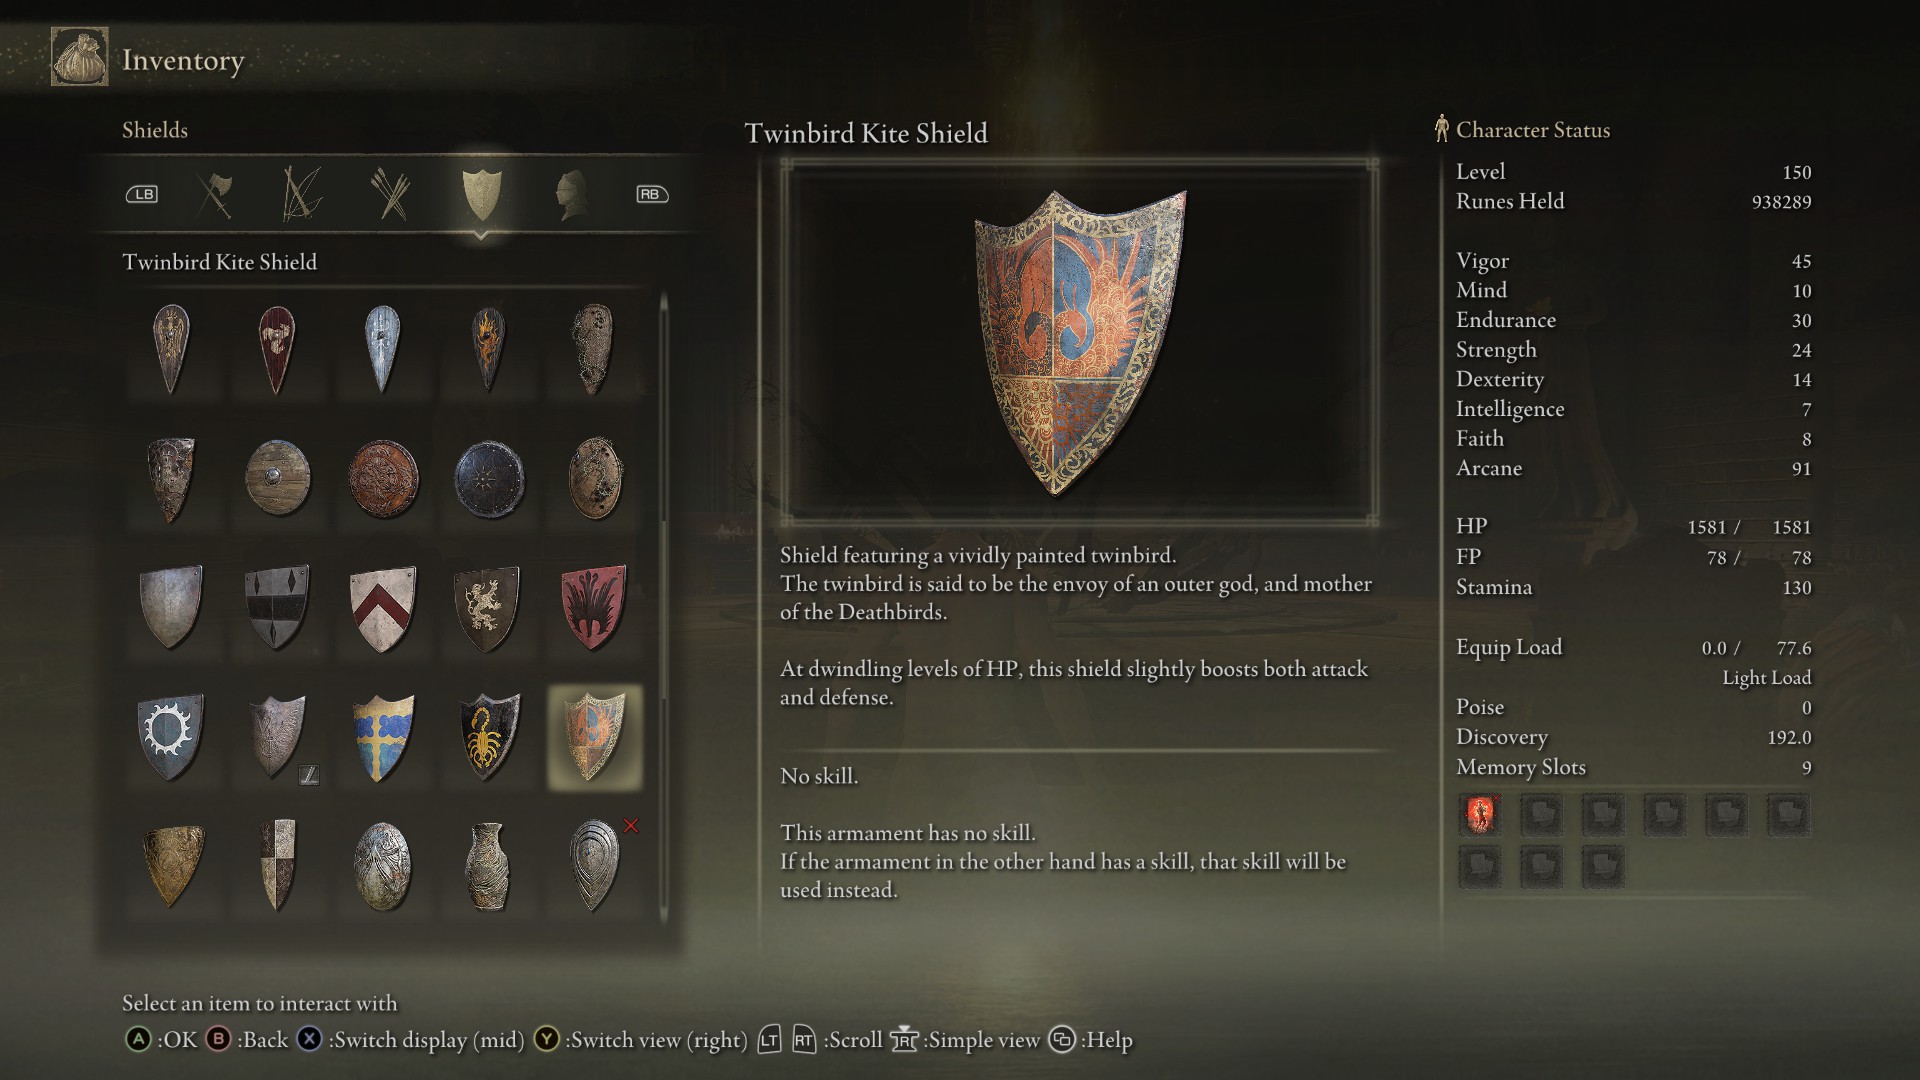 Inventory
Shields
LB
RB
Twinbird Kite Shield
Twinbird Kite Shield
Shield featuring a vividly painted twinbird.
The twinbird is said to be the envoy of an outer god, and mother
of the Deathbirds.
At dwindling levels of HP, this shield slightly boosts both attack
and defense.
No skill.
This armament has no skill.
If the armament in the other hand has a skill, that skill will be
used instead.
Character Status
Level 150
Runes Held 938289
Vigor 45
Mind 10
Endurance 30
Strength 24
Dexterity 14
Intelligence 7
Faith 8
Arcane 91
HP 1581 / 1581
FP 78 / 78
Stamina 130
Equip Load 0.0 / 77.6
Light Load
Poise 0
Discovery 192.0
Memory Slots 9
Select an item to interact with
A :OK B :Back X :Switch display (mid) Y :Switch view (right) LT RT :Scroll R :Simple view :Help